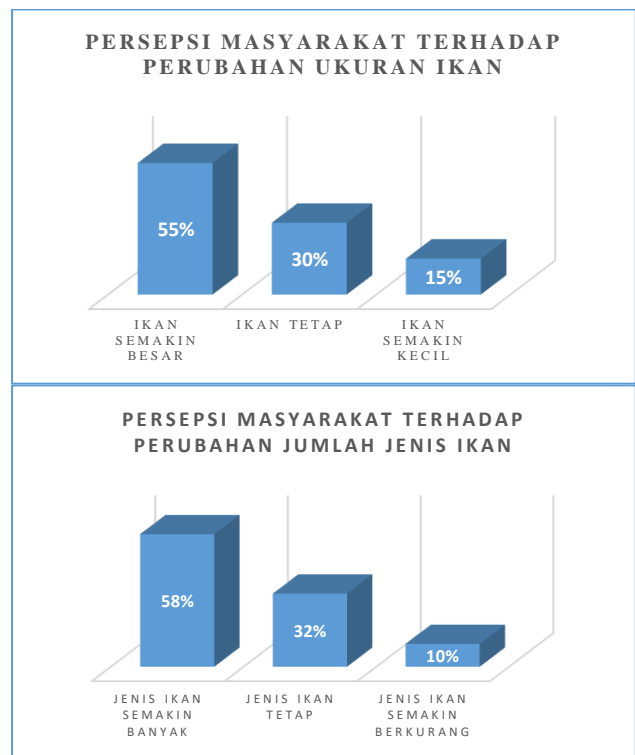 PERSEPSI MASYARAKAT TERHADAP
PERUBAHAN UKURAN IKAN
55%
30%
15%
IKAN
SEMAKIN
BESAR
IKAN TETAP
IKAN
SEMAKIN
KECIL
PERSEPSI MASYARAKAT TERHADAP
PERUBAHAN JUMLAH JENIS IKAN
58%
32%
10%
JENIS IKAN
SEMAKIN
BANYAK
JENIS IKAN
TETAP
JENIS IKAN
SEMAKIN
BERKURANG